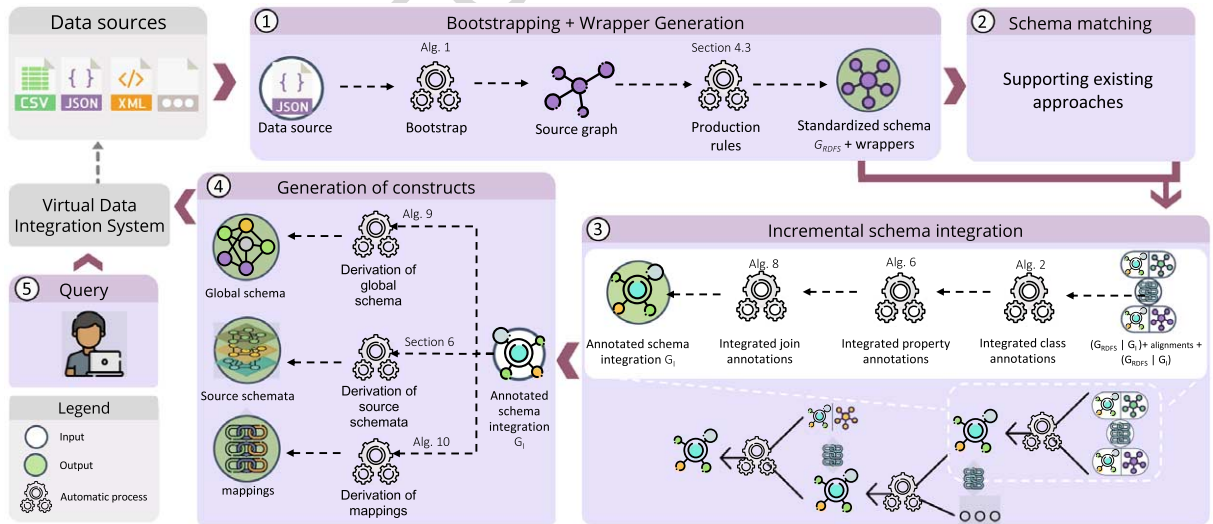 Data sources
CSV
{ }
JSON
</>
XML
1
Bootstrapping + Wrapper Generation
{ }
JSON
Data source
Alg. 1
Bootstrap
Source graph
Section 4.3
Production
rules
Standardized schema
G_RDFS + wrappers
2
Schema matching
Supporting existing
approaches
3
Incremental schema integration
Annotated schema
integration G_I
Alg. 8
Integrated join
annotations
Alg. 6
Integrated property
annotations
Alg. 2
Integrated class
annotations
(G_RDFS | G_I)+ alignments +
(G_RDFS | G_I)
4
Generation of constructs
Global schema
Alg. 9
Derivation of
global
schema
Source schemata
Section 6
Derivation of
source
schemata
mappings
Alg. 10
Derivation of
mappings
Annotated
schema
integration
G_I
Virtual Data
Integration System
5
Query
Legend
Input
Output
Automatic process